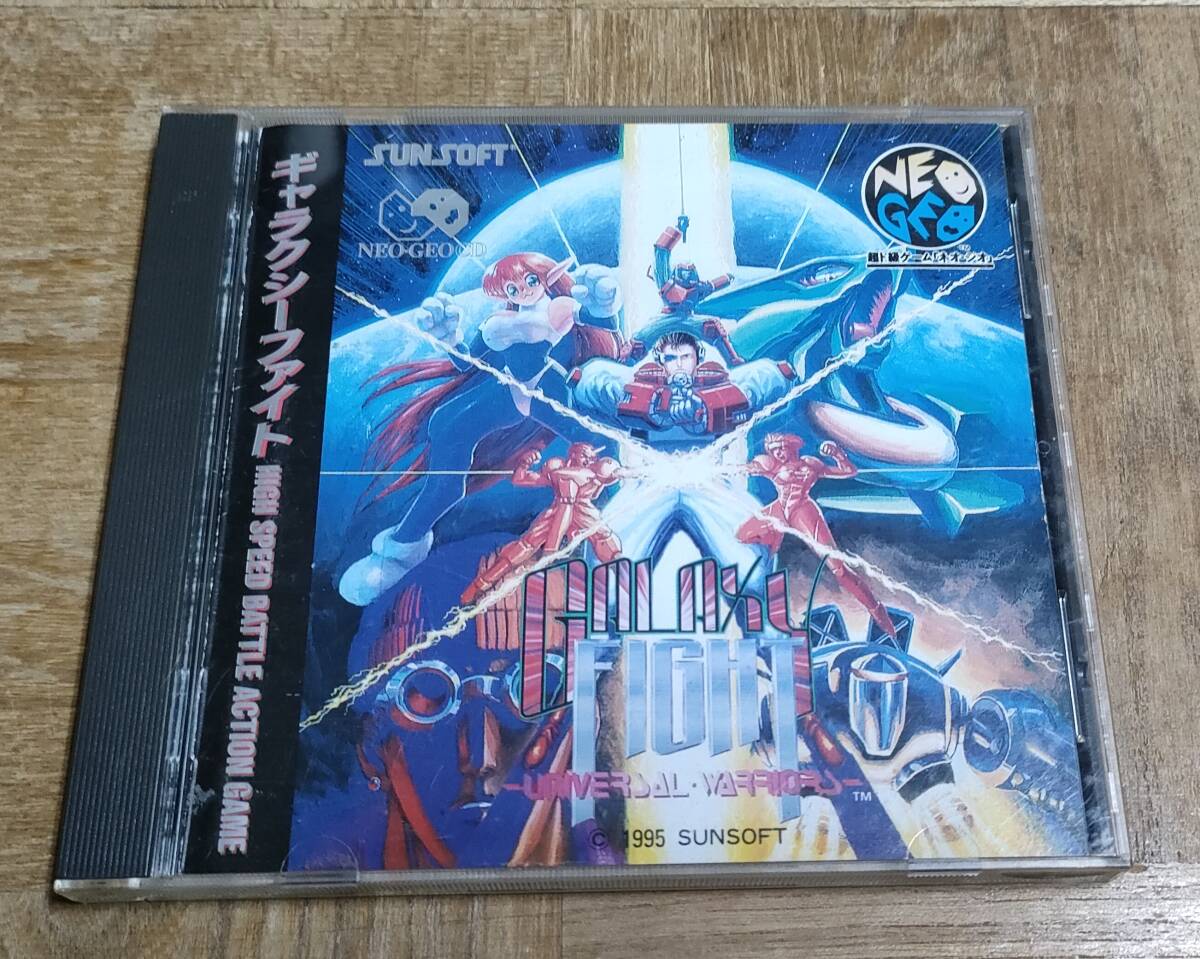 ギャラクシーファイト HIGH SPEED BATTLE ACTION GAME
SUNSOFT
NEO・GEO CD
NEO
GEO
超ド級ゲーム「ネオ・ジオ」
GALAXY
FIGHT
-UNIVERSAL・WARRIORS- TM
© 1995 SUNSOFT